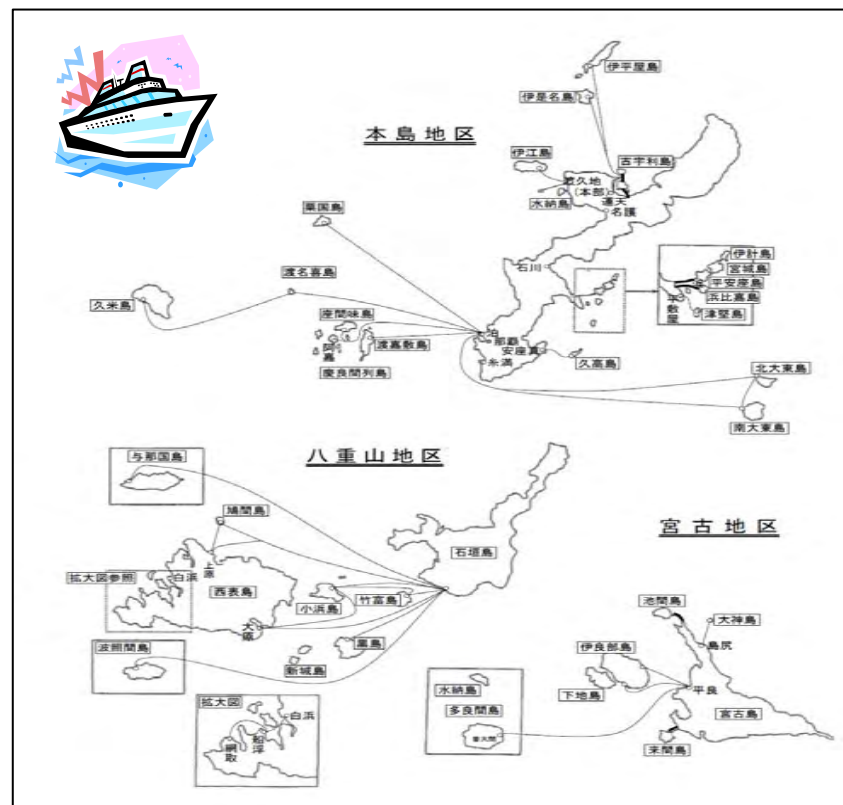 本島地区
伊平屋島
伊是名島
伊江島
古宇利島
渡久地
(本部)
運天
水納島
名護
粟国島
石川
伊計島
宮城島
平安座島
浜比嘉島
平敷屋
津堅島
渡名喜島
久米島
座間味島
阿嘉
渡嘉敷島
慶良間列島
泊
那覇
安座真
糸満
久高島
北大東島
南大東島
八重山地区
与那国島
鳩間島
上原
石垣島
拡大図参照
白浜
西表島
小浜島
竹富島
大原
黒島
新城島
波照間島
拡大図
白浜
船浮
網取
宮古地区
池間島
大神島
島尻
伊良部島
下地島
平良
水納島
多良間島
宮古島
来間島